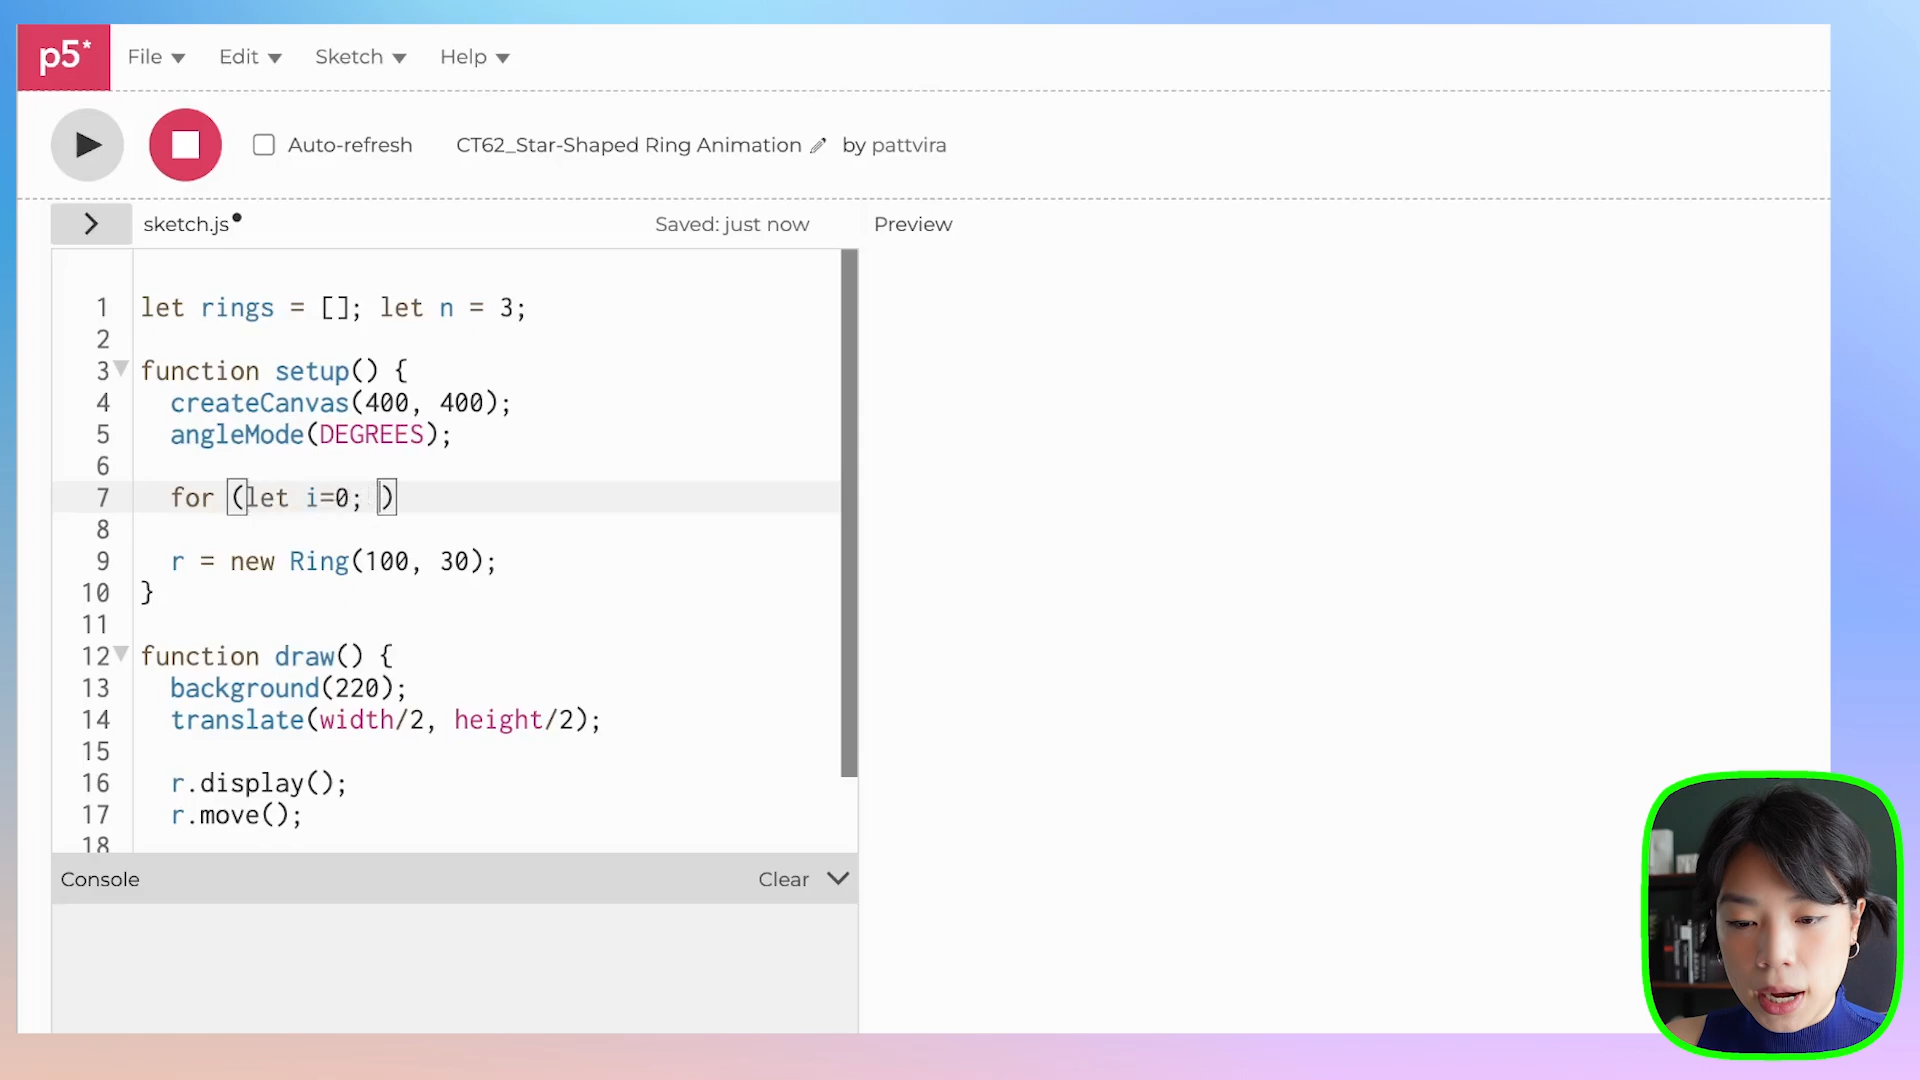 p5* File Edit Sketch Help
Auto-refresh CT62_Star-Shaped Ring Animation by pattvira
sketch.js Saved: just now Preview
1 let rings = []; let n = 3;
2
3 function setup() {
4 createCanvas(400, 400);
5 angleMode(DEGREES);
6
7 for (let i=0; )
8
9 r = new Ring(100, 30);
10 }
11
12 function draw() {
13 background(220);
14 translate(width/2, height/2);
15
16 r.display();
17 r.move();
18
Console Clear